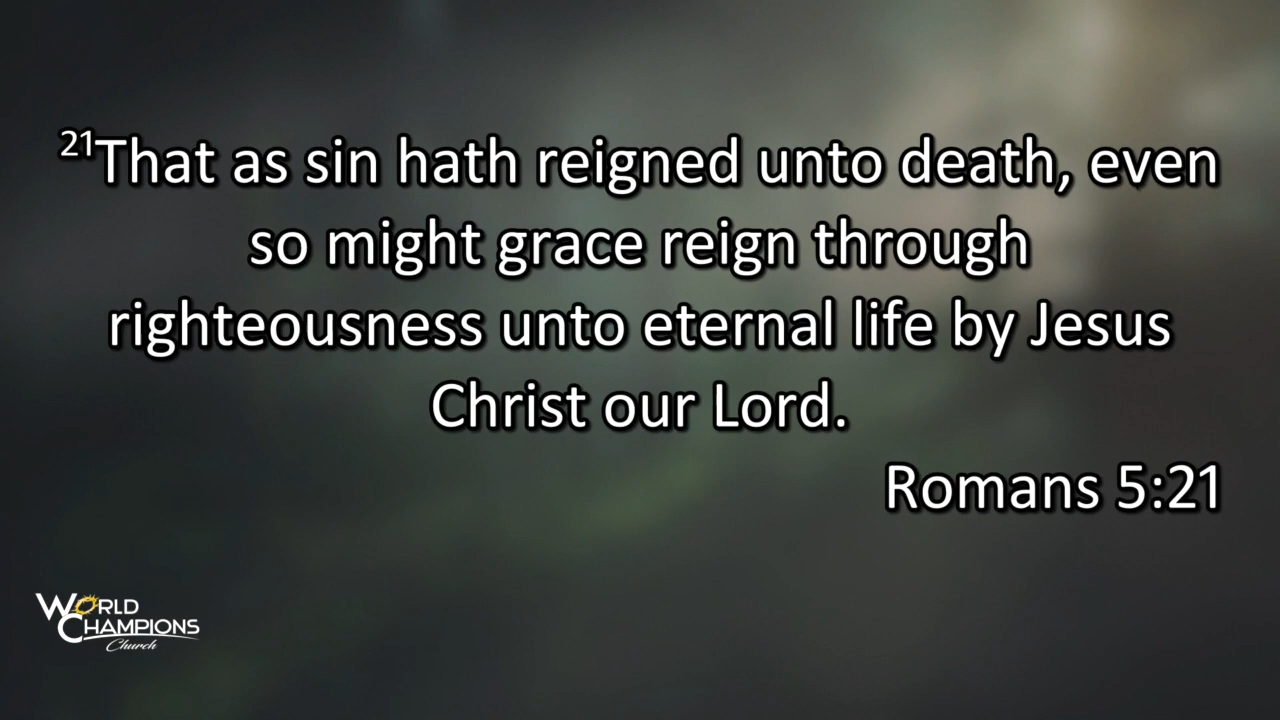 21That as sin hath reigned unto death, even
so might grace reign through
righteousness unto eternal life by Jesus
Christ our Lord.
Romans 5:21
WORLD
CHAMPIONS
Church